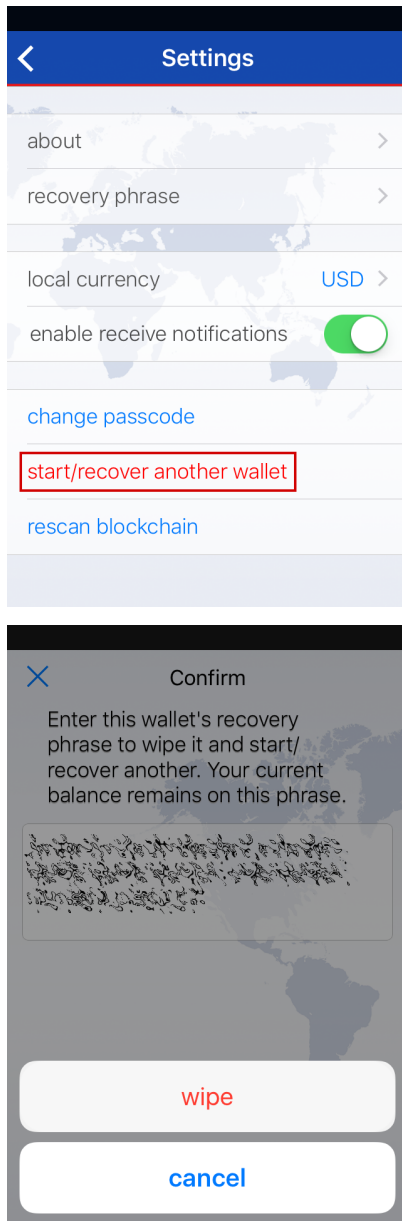 Settings
about
recovery phrase
local currency USD
enable receive notifications
change passcode
start/recover another wallet
rescan blockchain
Confirm
Enter this wallet's recovery
phrase to wipe it and start/
recover another. Your current
balance remains on this phrase.
wipe
cancel